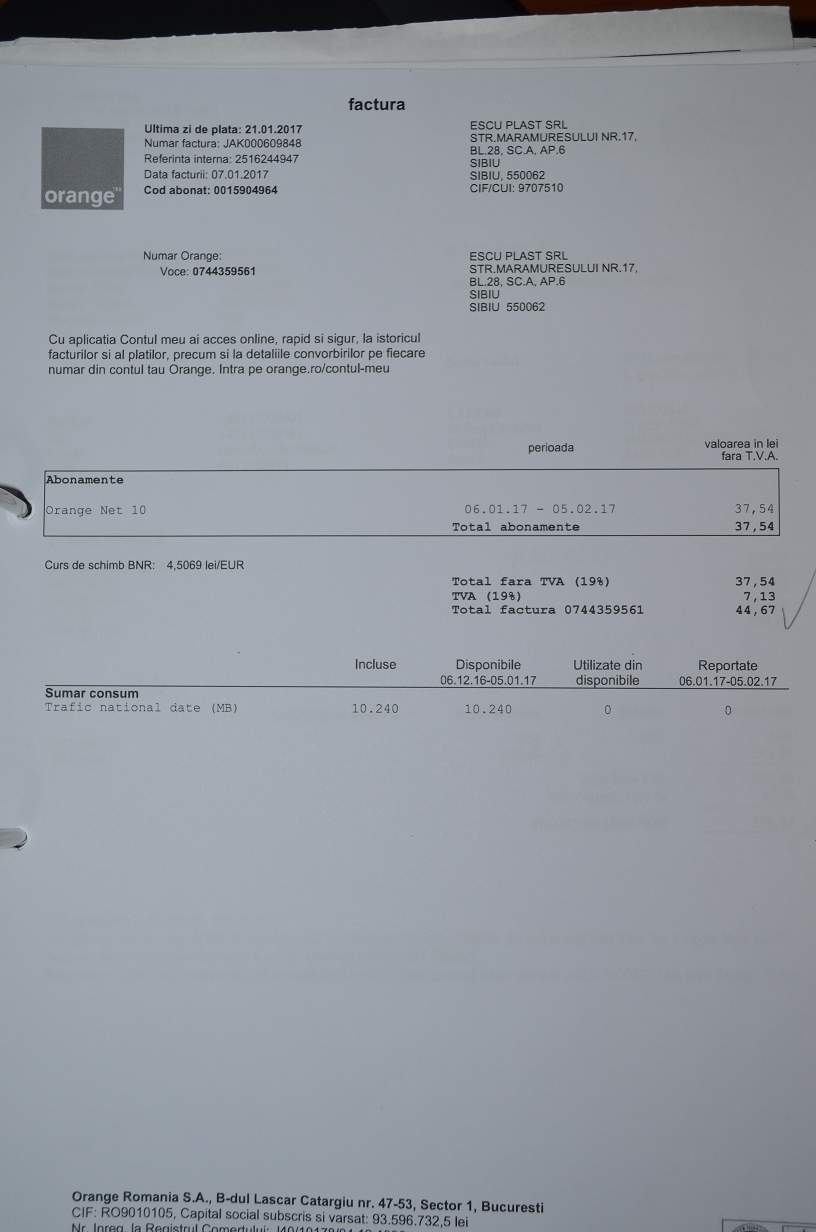 factura
orange™
Ultima zi de plata: 21.01.2017
Numar factura: JAK000609848
Referinta interna: 2516244947
Data facturii: 07.01.2017
Cod abonat: 0015904964
ESCU PLAST SRL
STR.MARAMURESULUI NR.17,
BL.28, SC.A, AP.6
SIBIU
SIBIU, 550062
CIF/CUI: 9707510
Numar Orange:
Voce: 0744359561
ESCU PLAST SRL
STR.MARAMURESULUI NR.17,
BL.28, SC.A, AP.6
SIBIU
SIBIU 550062
Cu aplicatia Contul meu ai acces online, rapid si sigur, la istoricul
facturilor si al platilor, precum si la detaliile convorbirilor pe fiecare
numar din contul tau Orange. Intra pe orange.ro/contul-meu
perioada valoarea in lei
fara T.V.A.
Abonamente
Orange Net 10 06.01.17 - 05.02.17 37,54
Total abonamente 37,54
Curs de schimb BNR: 4,5069 lei/EUR
Total fara TVA (19%) 37,54
TVA (19%) 7,13
Total factura 0744359561 44,67
Incluse Disponibile Utilizate din Reportate
06.12.16-05.01.17 disponibile 06.01.17-05.02.17
Sumar consum
Trafic national date (MB) 10.240 10.240 0 0
Orange Romania S.A., B-dul Lascar Catargiu nr. 47-53, Sector 1, Bucuresti
CIF: RO9010105, Capital social subscris si varsat: 93.596.732,5 lei
Nr. Inreg. la Registrul Comertului: